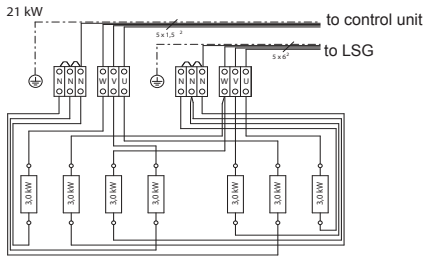 21 kW
to control unit
5 x 1,5 ²
to LSG
5 x 6²
N N N W V U N N N W V U
3,0 kW 3,0 kW 3,0 kW 3,0 kW 3,0 kW 3,0 kW 3,0 kW